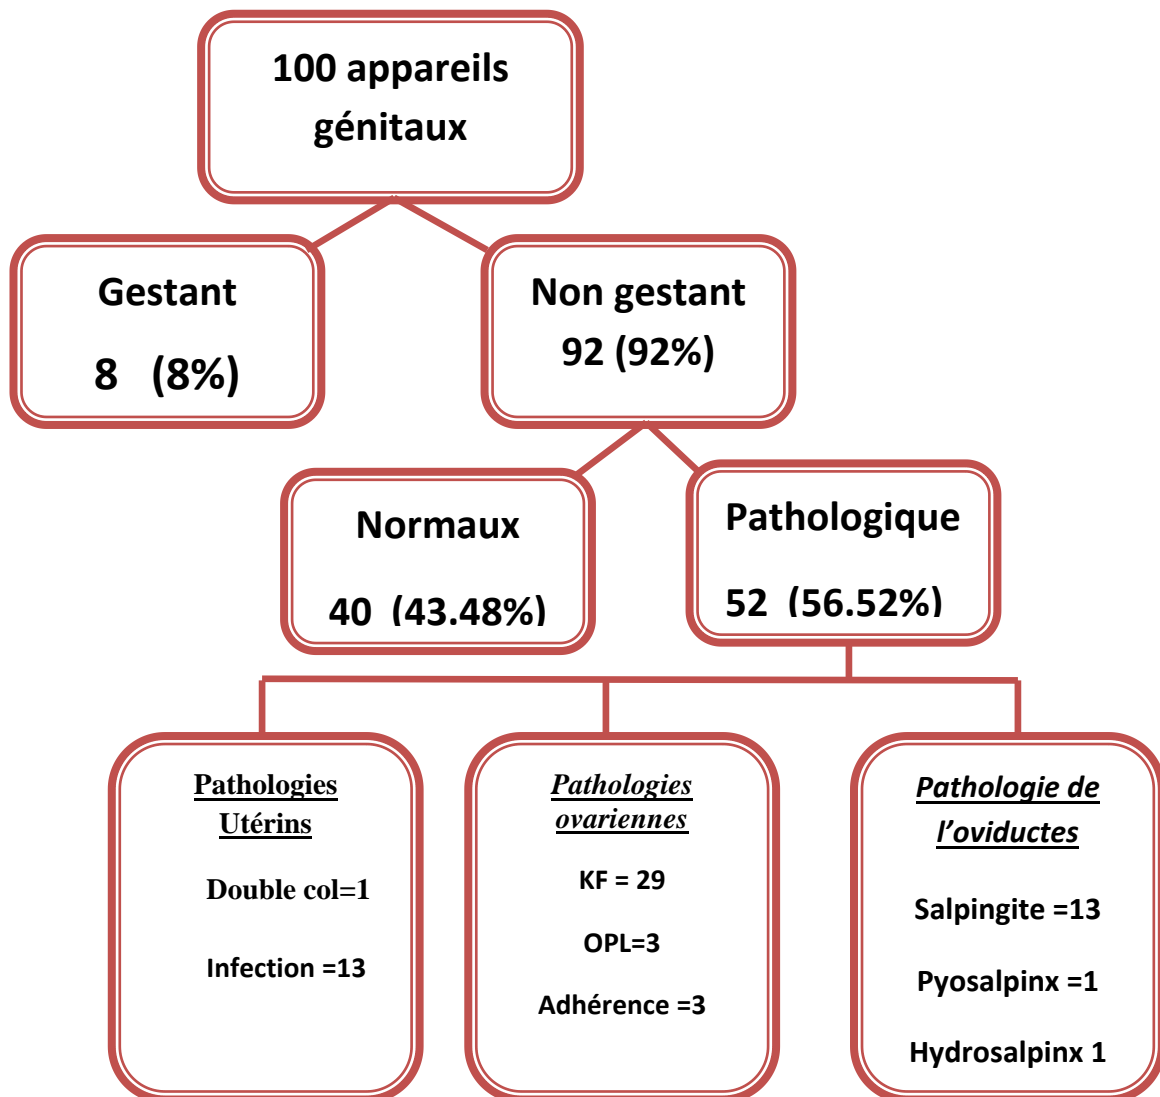 100 appareils
génitaux
Gestant
8 (8%)
Non gestant
92 (92%)
Normaux
40 (43.48%)
Pathologique
52 (56.52%)
Pathologies
Utérins
Double col=1
Infection =13
Pathologies
ovariennes
KF = 29
OPL=3
Adhérence =3
Pathologie de
l’oviductes
Salpingite =13
Pyosalpinx =1
Hydrosalpinx 1